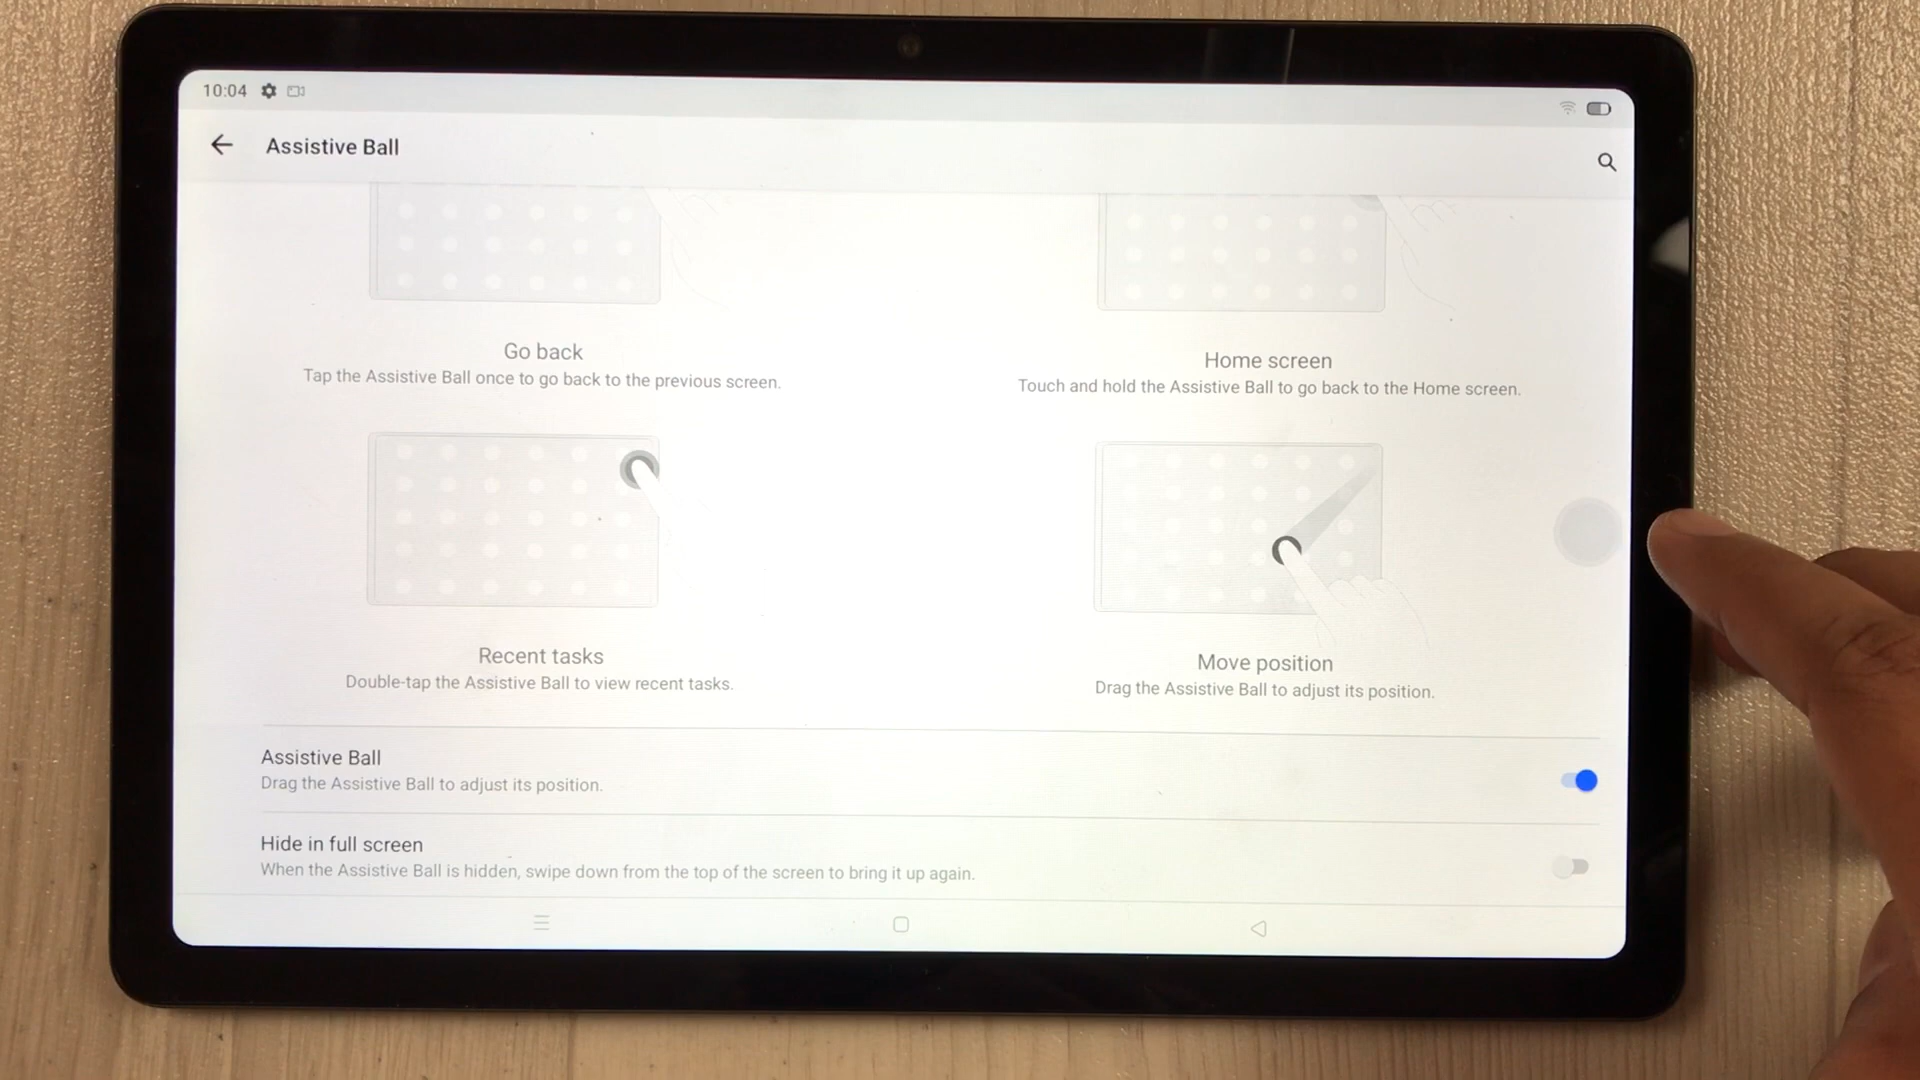 10:04
Assistive Ball
Go back
Tap the Assistive Ball once to go back to the previous screen.
Home screen
Touch and hold the Assistive Ball to go back to the Home screen.
Recent tasks
Double-tap the Assistive Ball to view recent tasks.
Move position
Drag the Assistive Ball to adjust its position.
Assistive Ball
Drag the Assistive Ball to adjust its position.
Hide in full screen
When the Assistive Ball is hidden, swipe down from the top of the screen to bring it up again.